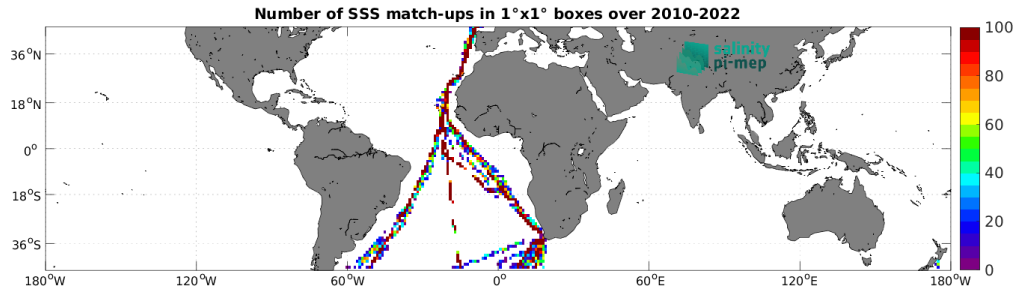 Number of SSS match-ups in 1°x1° boxes over 2010-2022
salinity
pi-mep
36°N
18°N
0°
18°S
36°S
180°W
120°W
60°W
0°
60°E
120°E
180°W
100
80
60
40
20
0